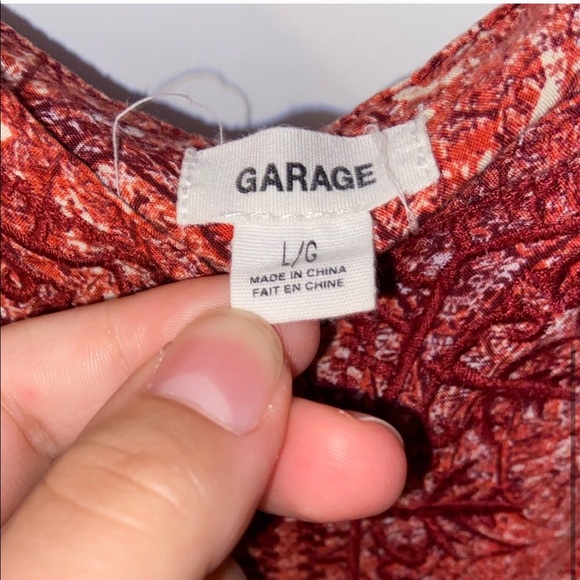 GARAGE
L/G
MADE IN CHINA
FAIT EN CHINE